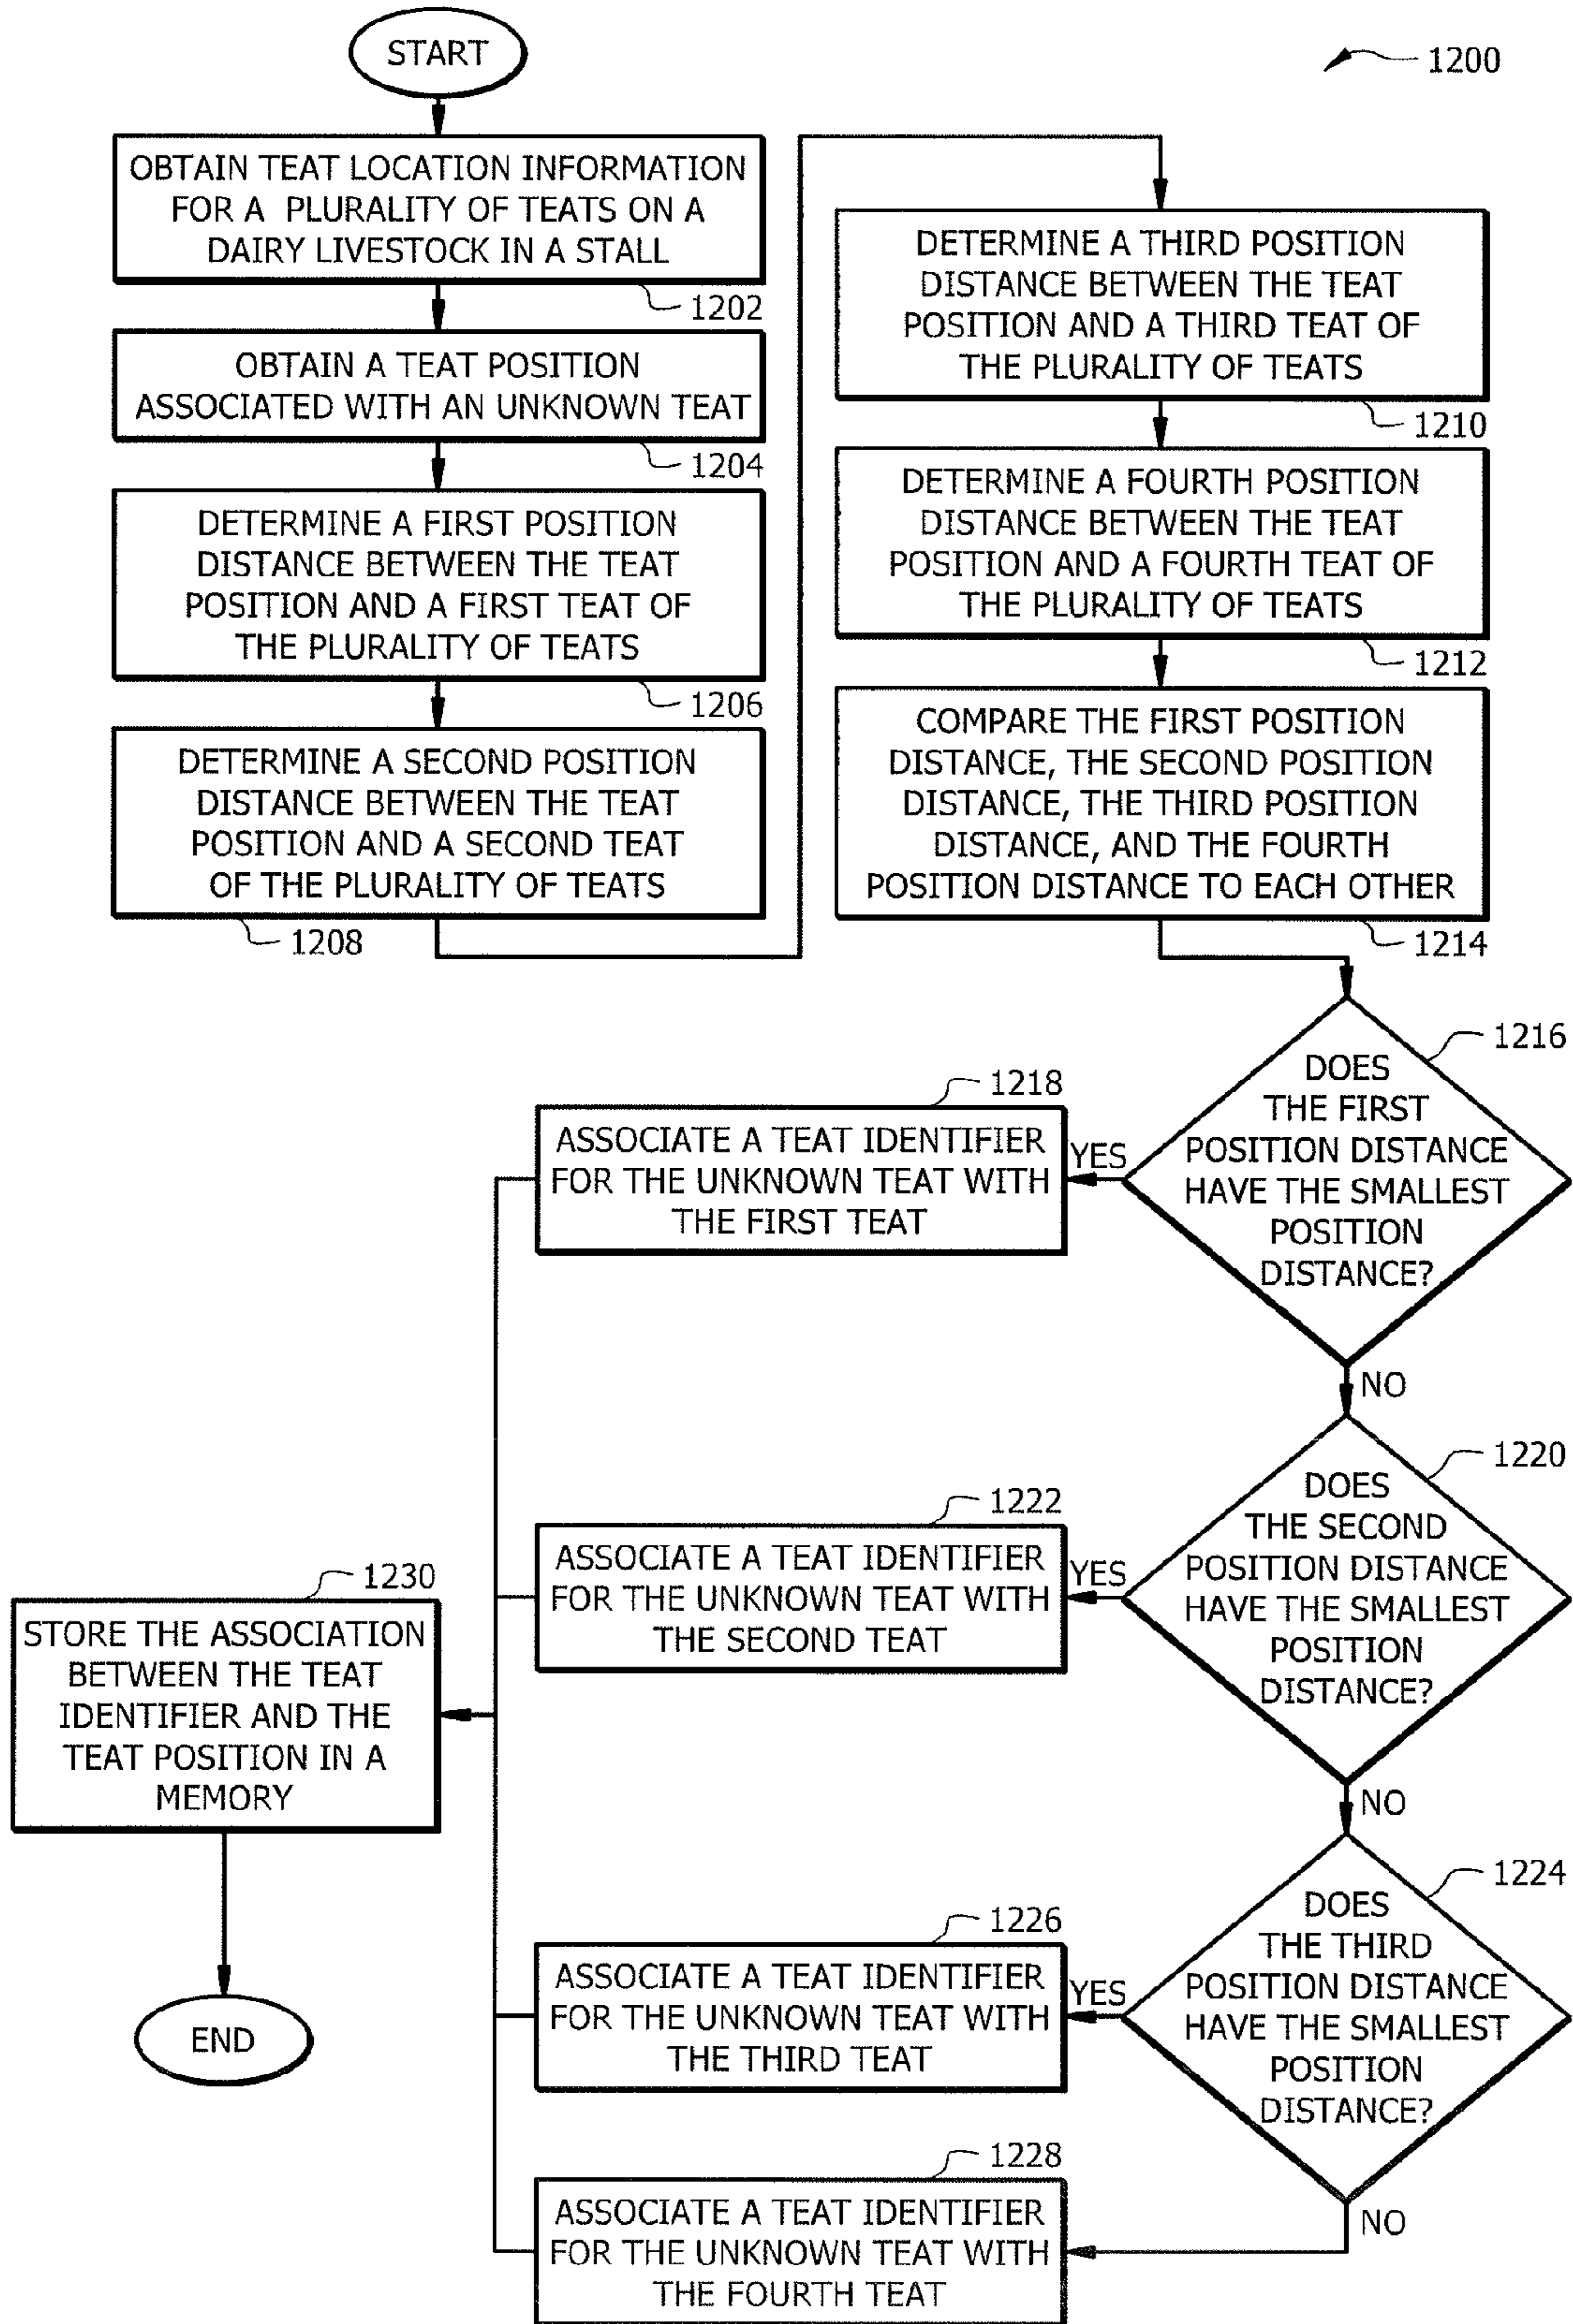 START
1200
OBTAIN TEAT LOCATION INFORMATION
FOR A PLURALITY OF TEATS ON A
DAIRY LIVESTOCK IN A STALL
1202
OBTAIN A TEAT POSITION
ASSOCIATED WITH AN UNKNOWN TEAT
1204
DETERMINE A FIRST POSITION
DISTANCE BETWEEN THE TEAT
POSITION AND A FIRST TEAT OF
THE PLURALITY OF TEATS
1206
DETERMINE A SECOND POSITION
DISTANCE BETWEEN THE TEAT
POSITION AND A SECOND TEAT
OF THE PLURALITY OF TEATS
1208
DETERMINE A THIRD POSITION
DISTANCE BETWEEN THE TEAT
POSITION AND A THIRD TEAT OF
THE PLURALITY OF TEATS
1210
DETERMINE A FOURTH POSITION
DISTANCE BETWEEN THE TEAT
POSITION AND A FOURTH TEAT OF
THE PLURALITY OF TEATS
1212
COMPARE THE FIRST POSITION
DISTANCE, THE SECOND POSITION
DISTANCE, THE THIRD POSITION
DISTANCE, AND THE FOURTH
POSITION DISTANCE TO EACH OTHER
1214
1216
DOES
THE FIRST
POSITION DISTANCE
HAVE THE SMALLEST
POSITION
DISTANCE?
YES
1218
ASSOCIATE A TEAT IDENTIFIER
FOR THE UNKNOWN TEAT WITH
THE FIRST TEAT
NO
1220
DOES
THE SECOND
POSITION DISTANCE
HAVE THE SMALLEST
POSITION
DISTANCE?
YES
1222
ASSOCIATE A TEAT IDENTIFIER
FOR THE UNKNOWN TEAT WITH
THE SECOND TEAT
NO
1224
DOES
THE THIRD
POSITION DISTANCE
HAVE THE SMALLEST
POSITION
DISTANCE?
YES
1226
ASSOCIATE A TEAT IDENTIFIER
FOR THE UNKNOWN TEAT WITH
THE THIRD TEAT
NO
1228
ASSOCIATE A TEAT IDENTIFIER
FOR THE UNKNOWN TEAT WITH
THE FOURTH TEAT
1230
STORE THE ASSOCIATION
BETWEEN THE TEAT
IDENTIFIER AND THE
TEAT POSITION IN A
MEMORY
END